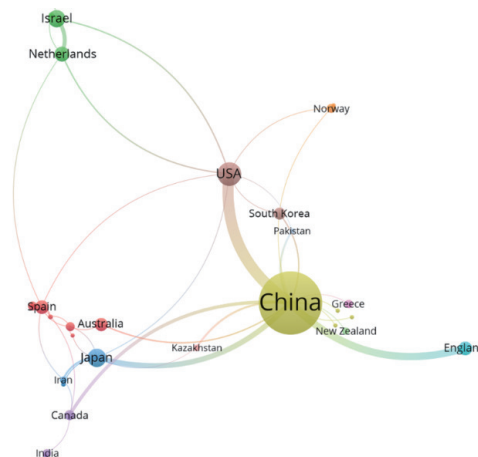 Israel
Netherlands
Norway
USA
South Korea
Pakistan
China
Greece
New Zealand
Spain
Australia
Kazakhstan
Japan
Englan
Iran
Canada
India